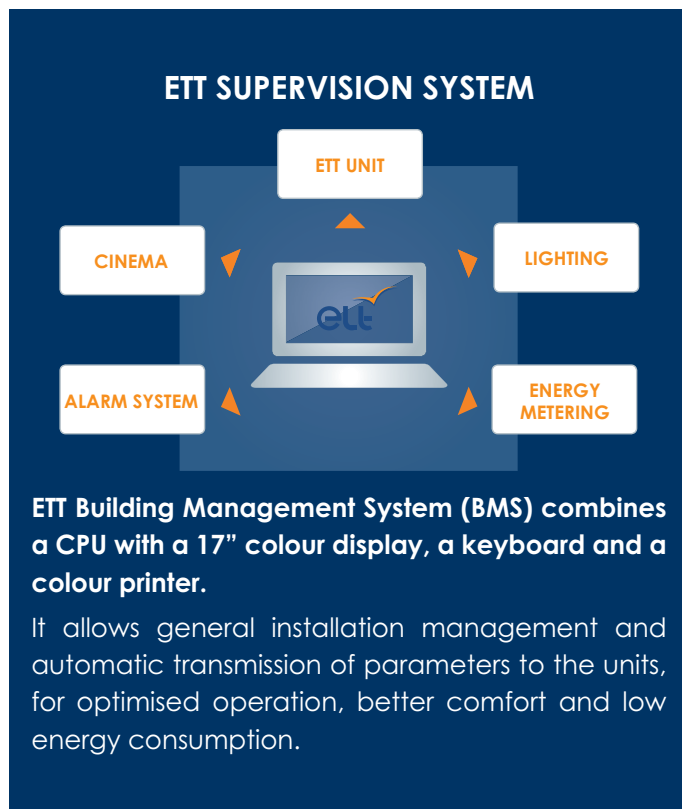 ETT SUPERVISION SYSTEM
ETT UNIT
CINEMA
LIGHTING
ett
ALARM SYSTEM
ENERGY
METERING
ETT Building Management System (BMS) combines
a CPU with a 17” colour display, a keyboard and a
colour printer.
It allows general installation management and
automatic transmission of parameters to the units,
for optimised operation, better comfort and low
energy consumption.